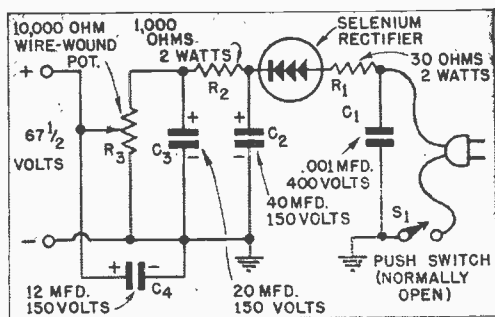 10,000 OHM
WIRE-WOUND
POT.
1,000
OHMS
2 WATTS
SELENIUM
RECTIFIER
30 OHMS
2 WATTS
+
67 1/2
VOLTS
−
R3
R2
R1
C1
+
C3
−
+
C2
−
.001 MFD.
400 VOLTS
40 MFD.
150 VOLTS
S1
PUSH SWITCH
(NORMALLY
OPEN)
+
−
C4
12 MFD.
150 VOLTS
20 MFD.
150 VOLTS